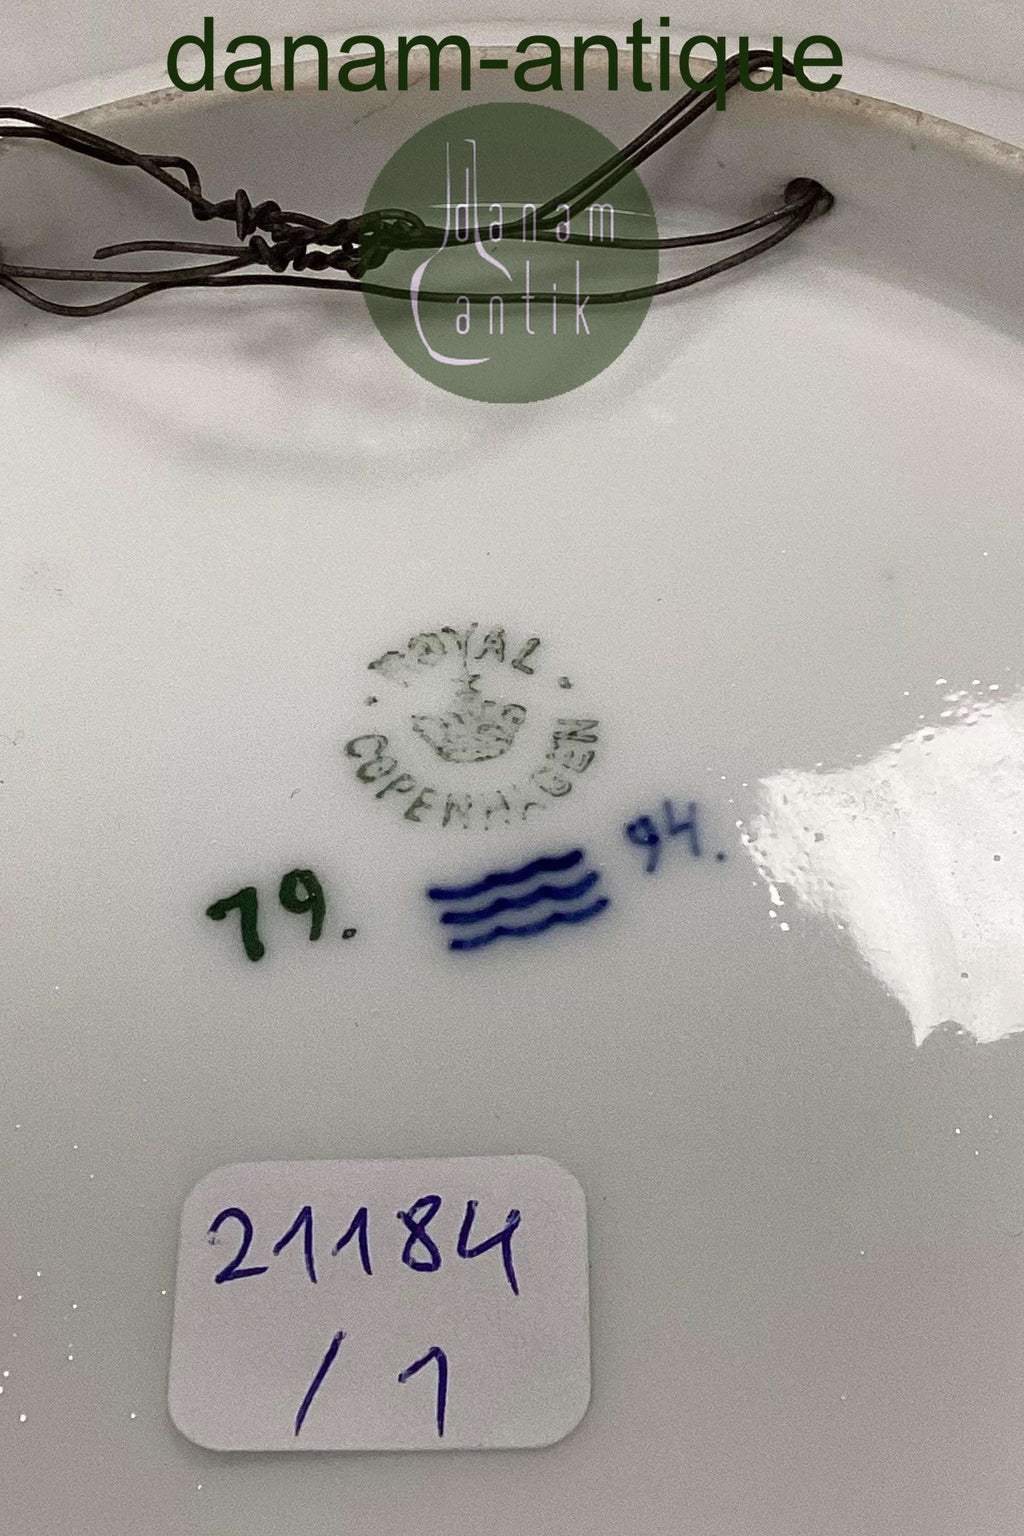 danam-antique
danam
antik
ROYAL
COPENHAGEN
94.
79.
21184
/1